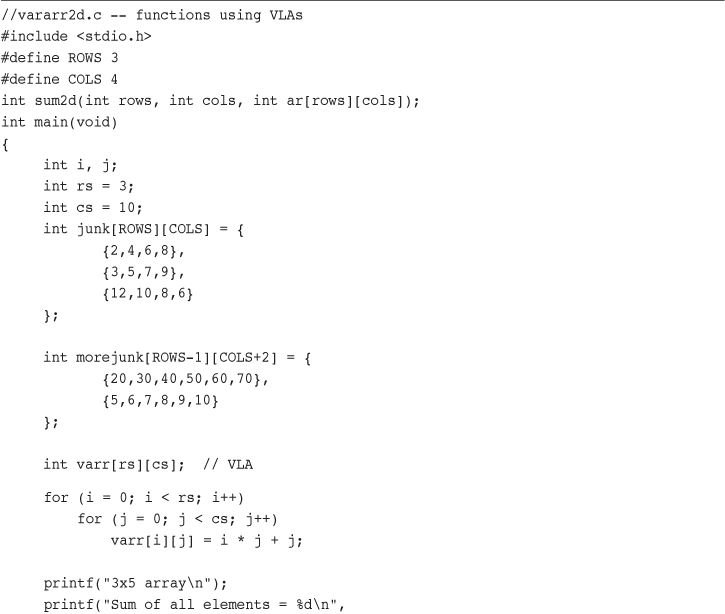 //vararr2d.c -- functions using VLAs
#include <stdio.h>
#define ROWS 3
#define COLS 4
int sum2d(int rows, int cols, int ar[rows][cols]);
int main(void)
{
     int i, j;
     int rs = 3;
     int cs = 10;
     int junk[ROWS][COLS] = {
            {2,4,6,8},
            {3,5,7,9},
            {12,10,8,6}
     };

     int morejunk[ROWS-1][COLS+2] = {
            {20,30,40,50,60,70},
            {5,6,7,8,9,10}
     };

     int varr[rs][cs];  // VLA

     for (i = 0; i < rs; i++)
         for (j = 0; j < cs; j++)
             varr[i][j] = i * j + j;

     printf("3x5 array\n");
     printf("Sum of all elements = %d\n",